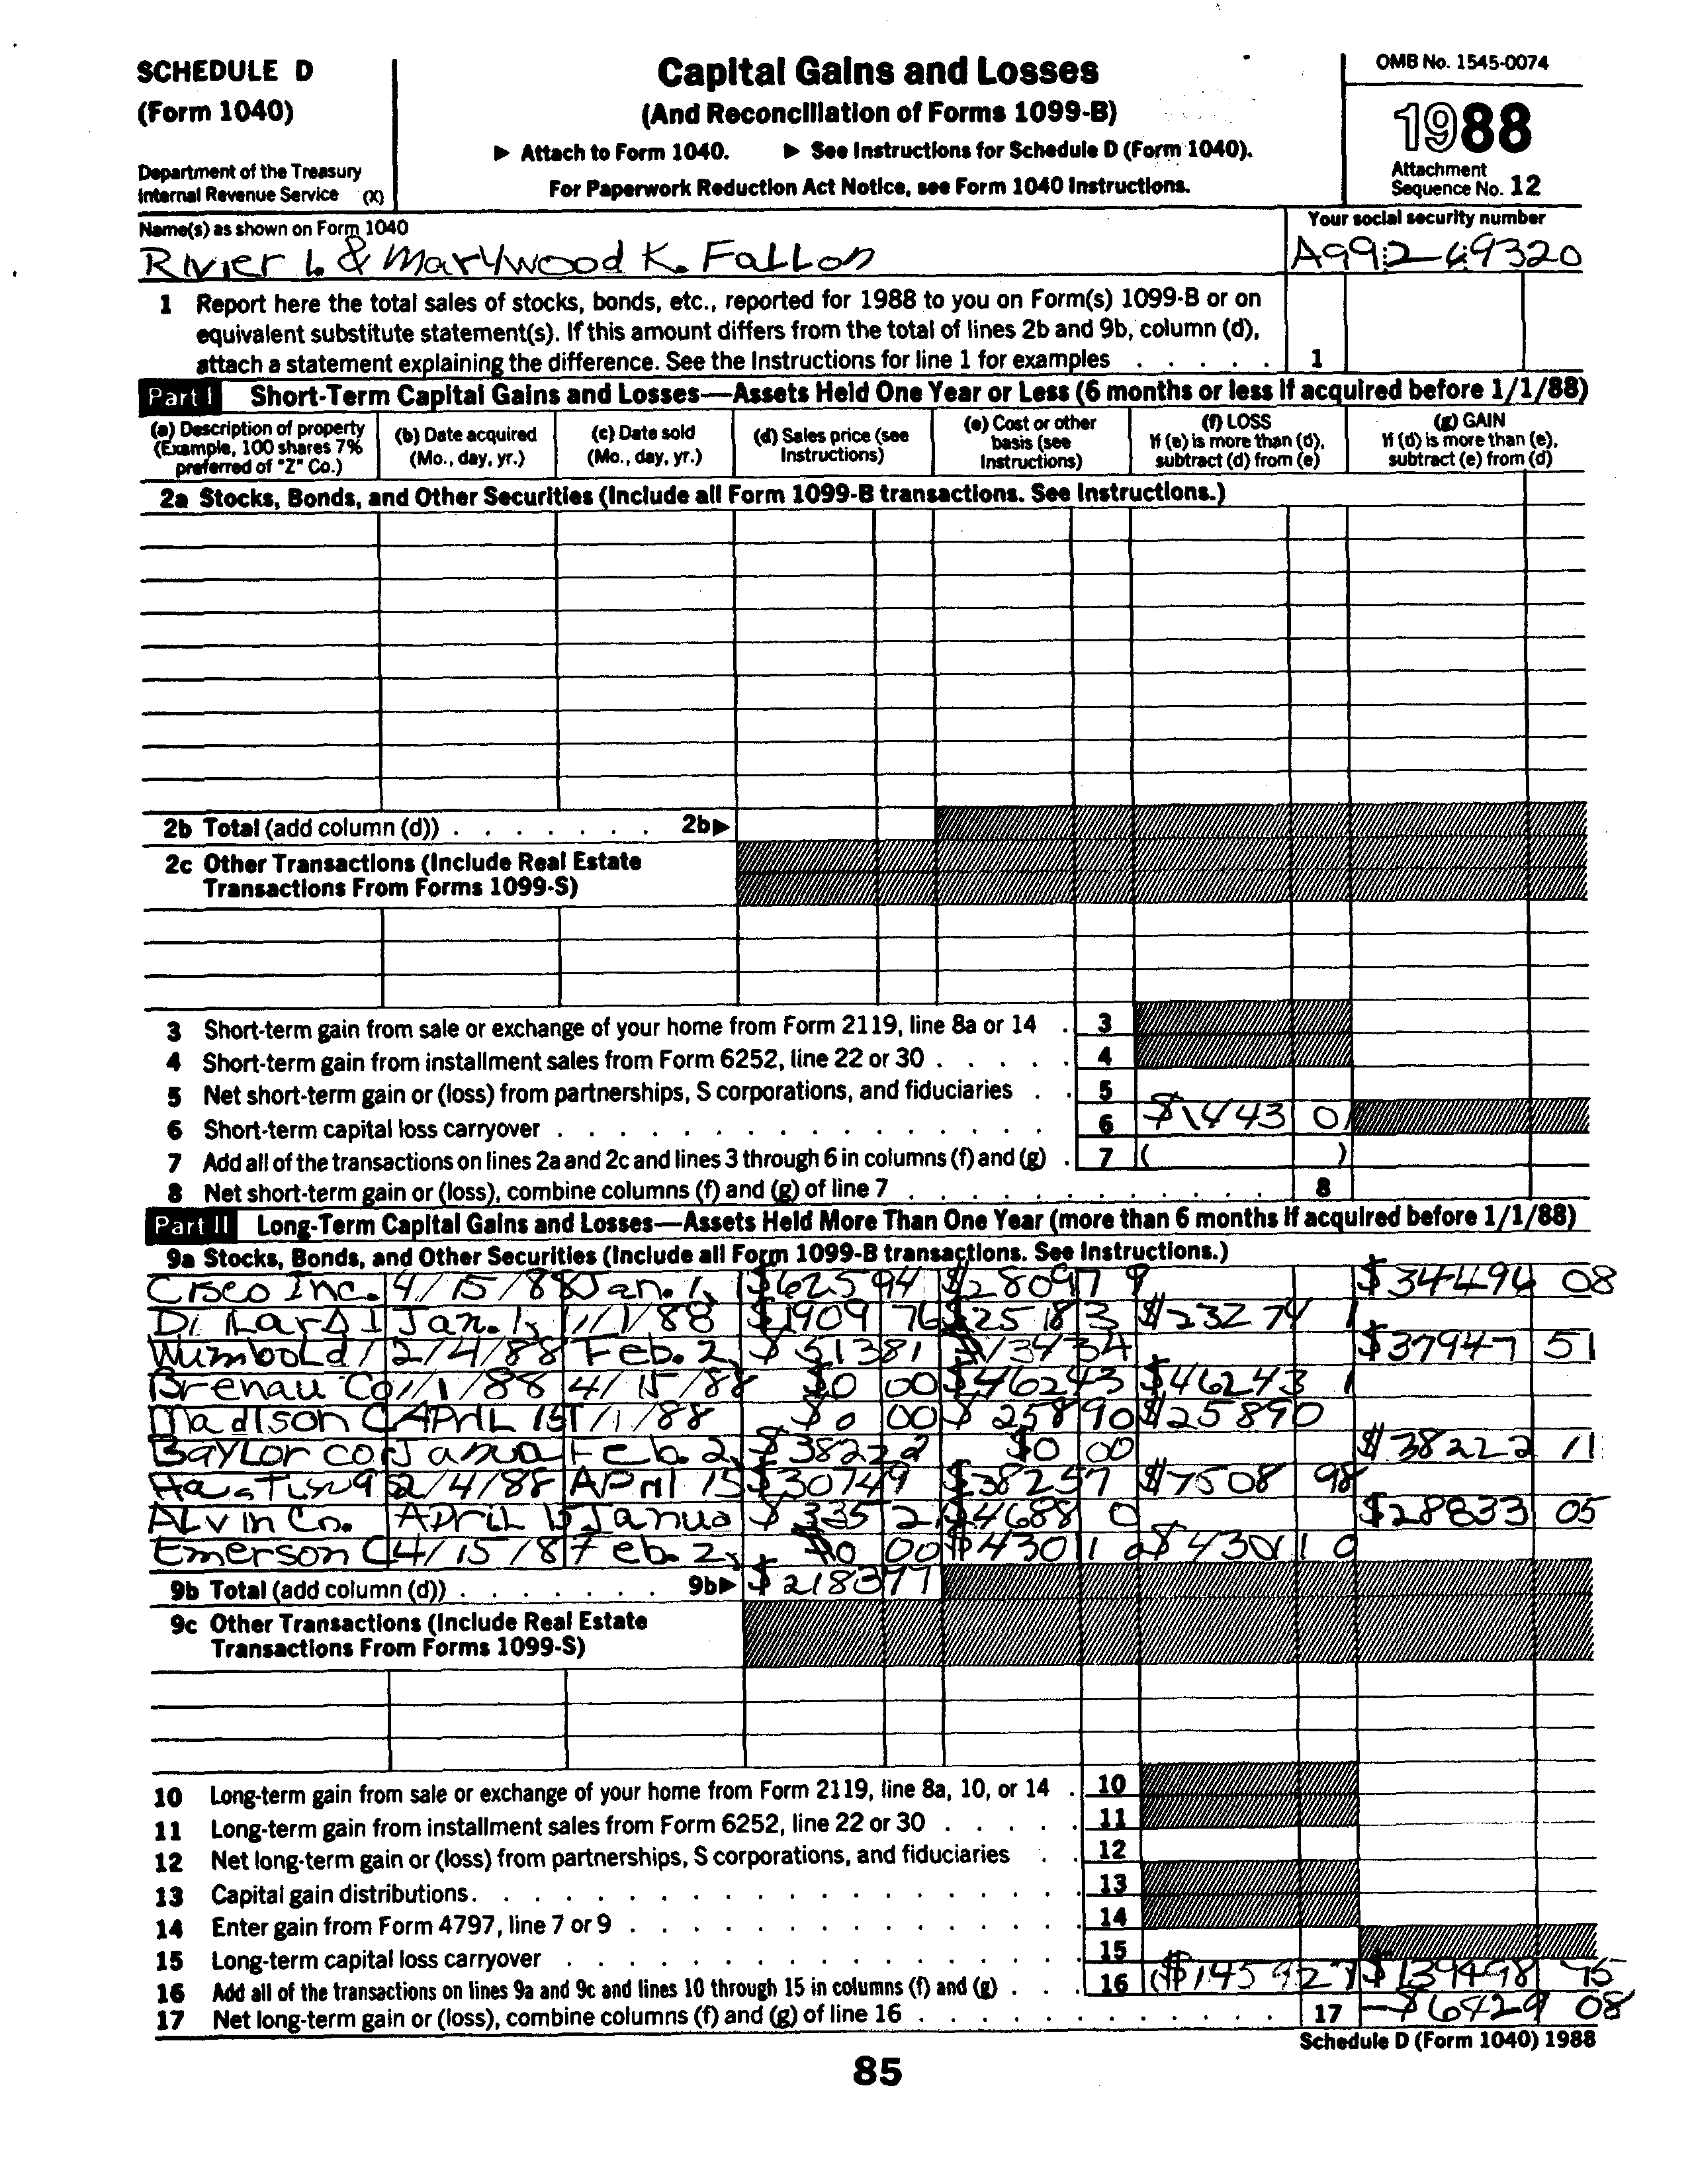 SCHEDULE D
(Form 1040)
Department of the Treasury
Internal Revenue Service (X)
Capital Gains and Losses
(And Reconciliation of Forms 1099-B)
▶ Attach to Form 1040. ▶ See Instructions for Schedule D (Form 1040).
For Paperwork Reduction Act Notice, see Form 1040 Instructions.
OMB No. 1545-0074
1988
Attachment
Sequence No. 12
Name(s) as shown on Form 1040
Rivier L. & Marywood K. Fallon
Your social security number
1 Report here the total sales of stocks, bonds, etc., reported for 1988 to you on Form(s) 1099-B or on
equivalent substitute statement(s). If this amount differs from the total of lines 2b and 9b, column (d),
attach a statement explaining the difference. See the Instructions for line 1 for examples . . . . . 1
Part I Short-Term Capital Gains and Losses—Assets Held One Year or Less (6 months or less if acquired before 1/1/88)
(a) Description of property
(Example, 100 shares 7%
preferred of "Z" Co.)
(b) Date acquired
(Mo., day, yr.)
(c) Date sold
(Mo., day, yr.)
(d) Sales price (see
Instructions)
(e) Cost or other
basis (see
Instructions)
(f) LOSS
If (e) is more than (d),
subtract (d) from (e)
(g) GAIN
If (d) is more than (e),
subtract (e) from (d)
2a Stocks, Bonds, and Other Securities (Include all Form 1099-B transactions. See Instructions.)
2b Total (add column (d)) . . . . . . . 2b▶
2c Other Transactions (Include Real Estate
Transactions From Forms 1099-S)
3 Short-term gain from sale or exchange of your home from Form 2119, line 8a or 14 . 3
4 Short-term gain from installment sales from Form 6252, line 22 or 30 . . . . . 4
5 Net short-term gain or (loss) from partnerships, S corporations, and fiduciaries . . 5
6 Short-term capital loss carryover . . . . . . . . . . . . . . . . 6 $1443 0
7 Add all of the transactions on lines 2a and 2c and lines 3 through 6 in columns (f) and (g) . 7 ( )
8 Net short-term gain or (loss), combine columns (f) and (g) of line 7 . . . . . . . . . . . . 8
Part II Long-Term Capital Gains and Losses—Assets Held More Than One Year (more than 6 months if acquired before 1/1/88)
9a Stocks, Bonds, and Other Securities (Include all Form 1099-B transactions. See Instructions.)
Cisco Inc. 4/15/88 Jan. 1, $62594 $28097 9 $34496 08
Jan. 1, 1/1/88 $1909 76 $25183 $23274
2/4/88 Feb. 2, $51381 $13434 $37947 51
Brenau Co 1/1/88 4/15/88 $0 00 $46243 $46243
Madison C April 15 1/1/88 $0 00 $25890 $25890
Baylor co Janua Feb. 2, $38222 $0 00 $38222 11
2/4/88 April 15 $30749 $38257 $7508 98
Alvin Co. April 15 Janua $3352 $4688 0 $28833 05
Emerson C 4/15/8 Feb. 2, $0 00 $43011 0 $43011 0
9b Total (add column (d)) . . . . . . . 9b▶ $218377
9c Other Transactions (Include Real Estate
Transactions From Forms 1099-S)
10 Long-term gain from sale or exchange of your home from Form 2119, line 8a, 10, or 14 . 10
11 Long-term gain from installment sales from Form 6252, line 22 or 30 . . . . . 11
12 Net long-term gain or (loss) from partnerships, S corporations, and fiduciaries . . 12
13 Capital gain distributions. . . . . . . . . . . . . . . . . . . 13
14 Enter gain from Form 4797, line 7 or 9 . . . . . . . . . . . . . 14
15 Long-term capital loss carryover . . . . . . . . . . . . . . . . 15
16 Add all of the transactions on lines 9a and 9c and lines 10 through 15 in columns (f) and (g) . . . 16 ($145927 $139498 75
17 Net long-term gain or (loss), combine columns (f) and (g) of line 16 . . . . . . . . . . . . 17 -$6429 08
Schedule D (Form 1040) 1988
85